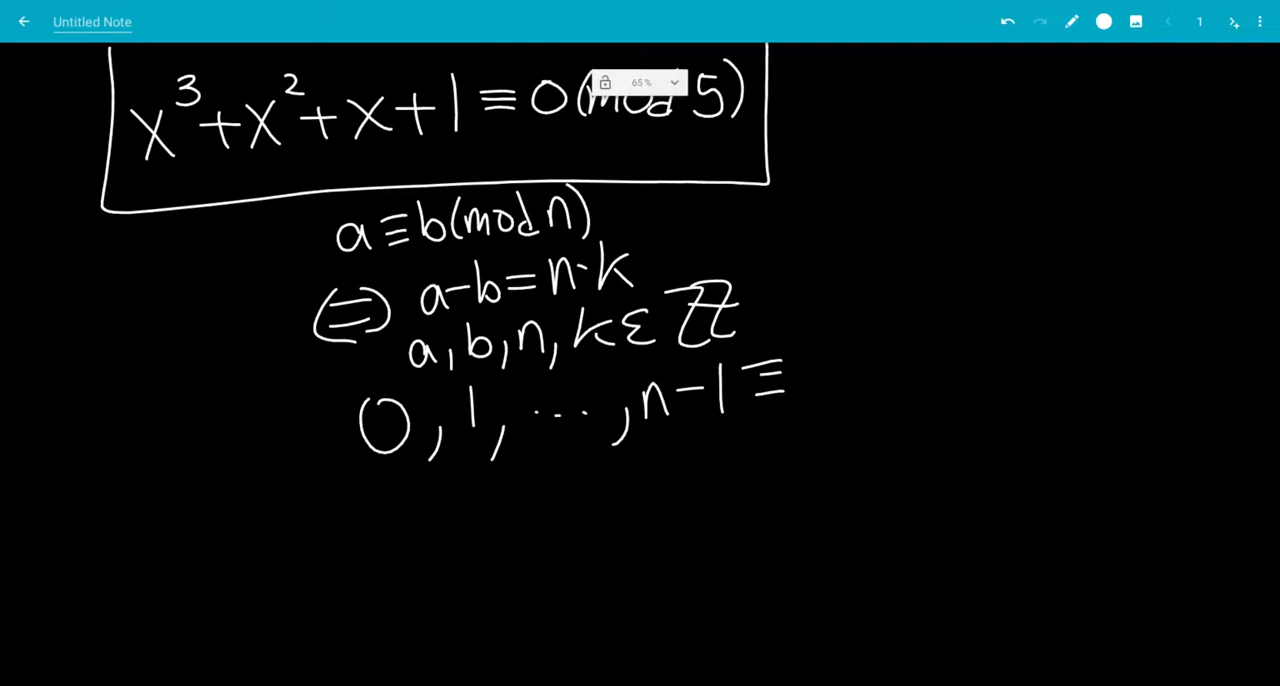 Untitled Note
1
65%
x³+x²+x+1≡0(mod 5)
a≡b(mod n)
⇔ a-b=n·k
a,b,n,k∈ℤ
0,1,...,n-1≡